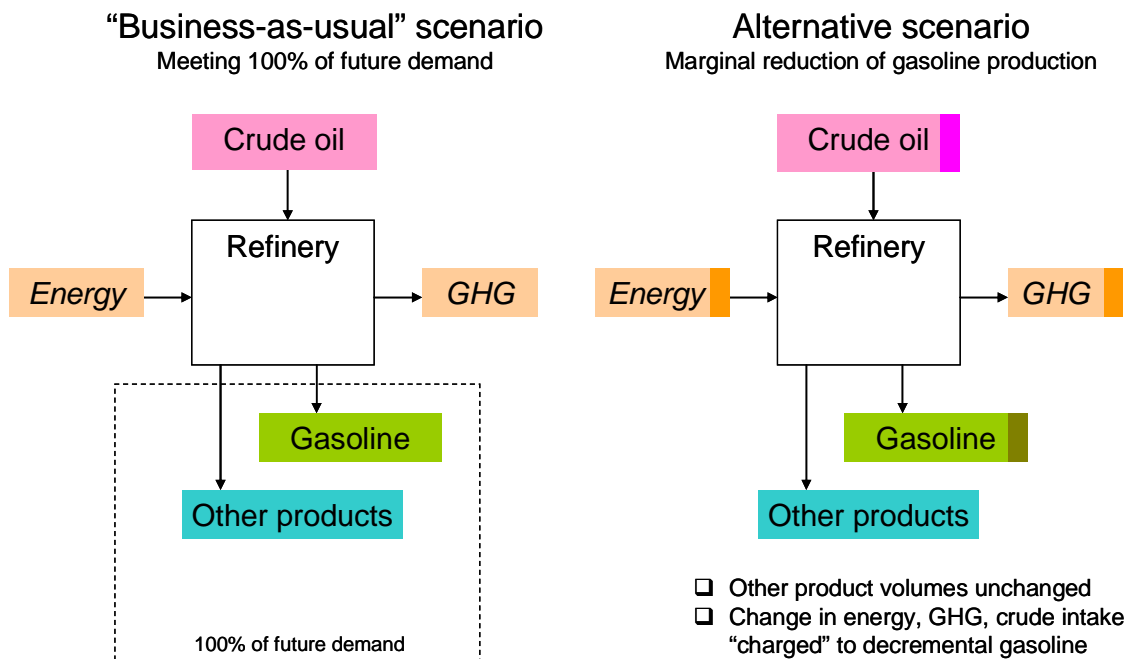 “Business-as-usual” scenario
Meeting 100% of future demand
Crude oil
Refinery
Energy
GHG
Gasoline
Other products
100% of future demand
Alternative scenario
Marginal reduction of gasoline production
Crude oil
Refinery
Energy
GHG
Gasoline
Other products
❑ Other product volumes unchanged
❑ Change in energy, GHG, crude intake
“charged” to decremental gasoline